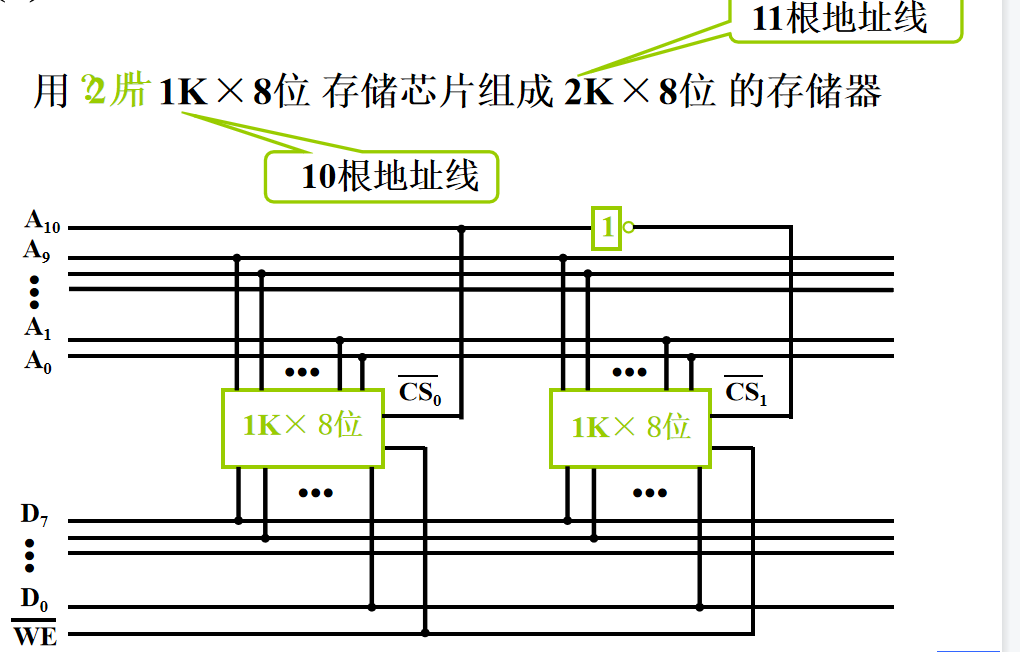 11根地址线
用 2片 1K×8位 存储芯片组成 2K×8位 的存储器
10根地址线
A10
1
A9
•••
A1
A0
•••
CS0
•••
CS1
1K× 8位
1K× 8位
•••
•••
D7
•••
D0
WE